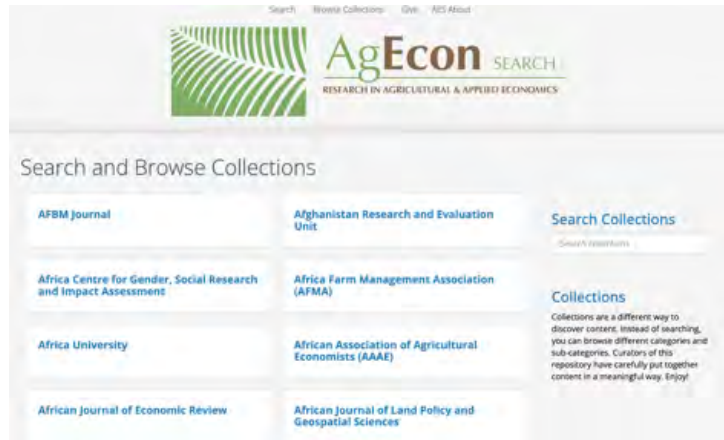 Search Browse Collections Give AES About
AgEcon SEARCH
RESEARCH IN AGRICULTURAL & APPLIED ECONOMICS
Search and Browse Collections
AFBM Journal
Afghanistan Research and Evaluation
Unit
Africa Centre for Gender, Social Research
and Impact Assessment
Africa Farm Management Association
(AFMA)
Africa University
African Association of Agricultural
Economists (AAAE)
African Journal of Economic Review
African Journal of Land Policy and
Geospatial Sciences
Search Collections
Search
Collections
Collections are a different way to
discover content. Instead of searching,
you can browse different categories and
sub-categories. Curators of this
repository have carefully put together
content in a meaningful way. Enjoy!